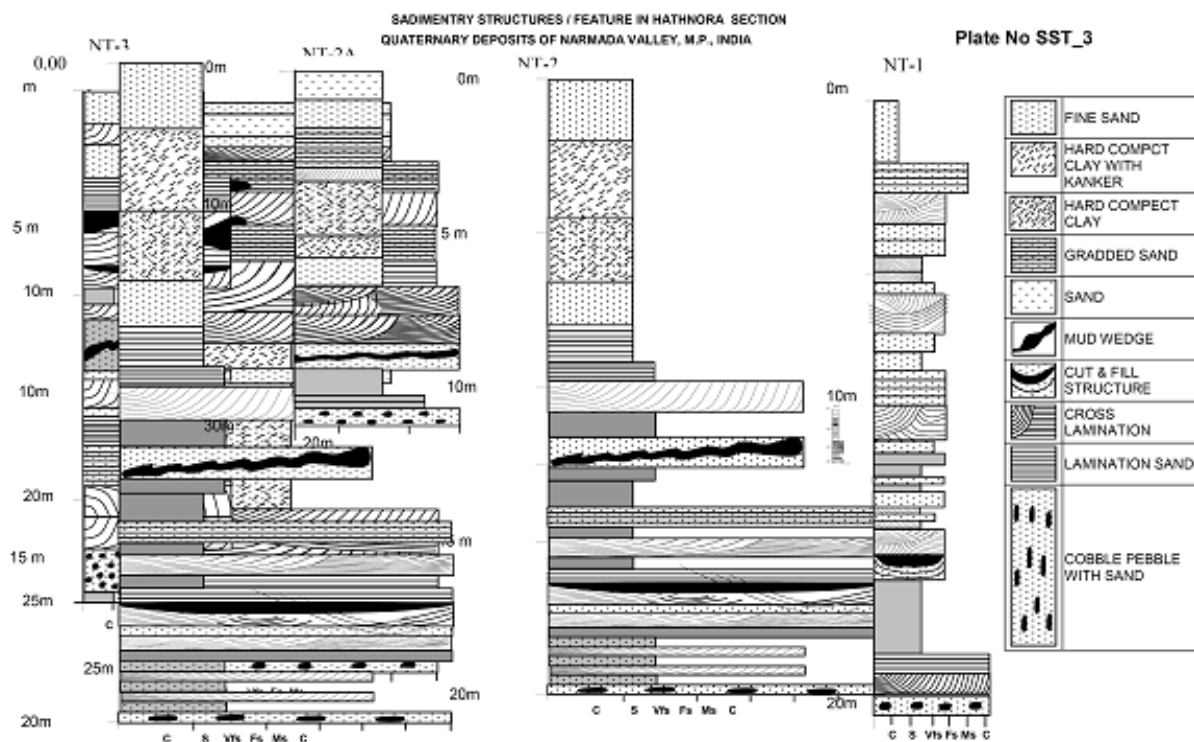 SADIMENTRY STRUCTURES / FEATURE IN HATHNORA SECTION
QUATERNARY DEPOSITS OF NARMADA VALLEY, M.P., INDIA
Plate No SST_3
NT-3
NT-2A
NT-2
NT-1
0,00
m
5 m
10m
10m
20m
15 m
25m
25m
20m
0m
10m
5 m
10m
30m
20m
5 m
20m
C
0m
10m
20m
0m
C S Vfs Fs Ms C
C S Vfs Fs Ms C
C S Vfs Fs Ms C
FINE SAND
HARD COMPCT
CLAY WITH
KANKER
HARD COMPECT
CLAY
GRADDED SAND
SAND
MUD WEDGE
CUT & FILL
STRUCTURE
CROSS
LAMINATION
LAMINATION SAND
COBBLE PEBBLE
WITH SAND